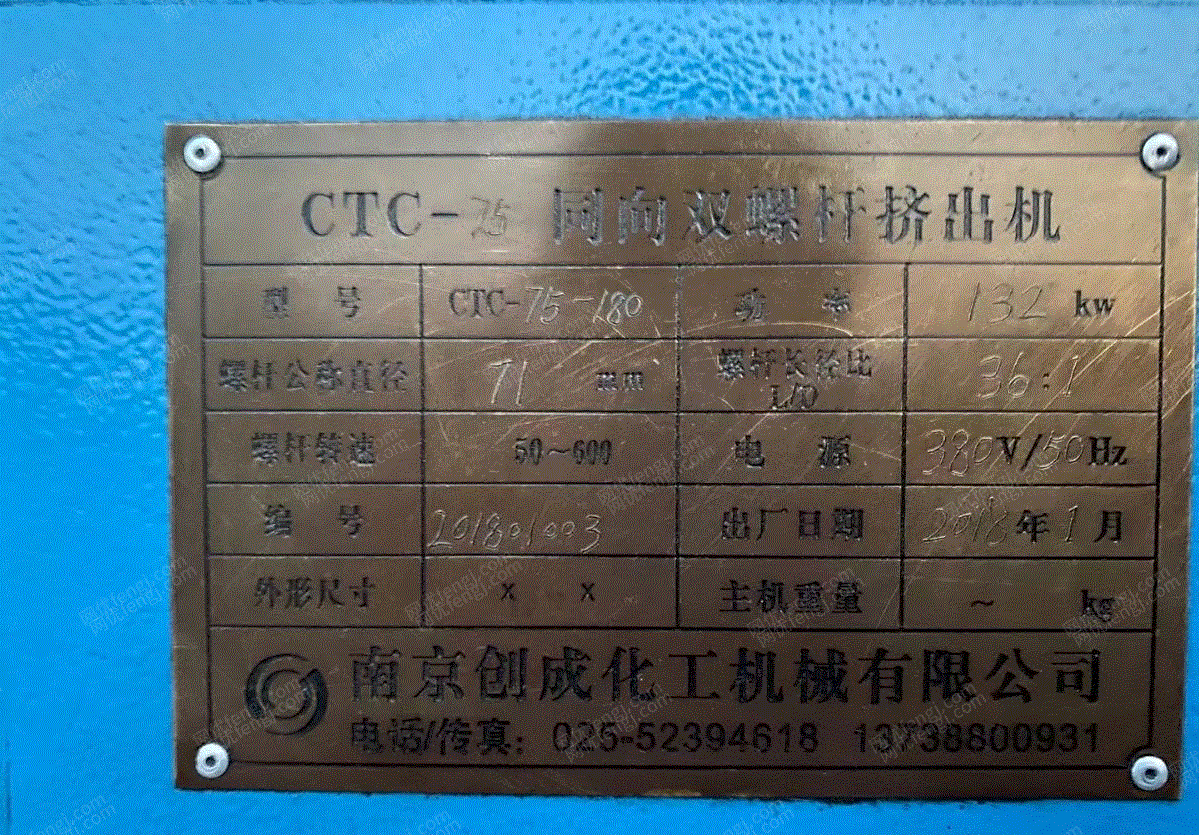 CTC-75 同向双螺杆挤出机
型号 CTC-75-180 功率 132 kw
螺杆公称直径 71 mm 螺杆长径比 L/D 36:1
螺杆转速 50~600 电源 380V/50Hz
编号 201801003 出厂日期 2018年1月
外形尺寸 x x 主机重量 ~ kg
南京创成化工机械有限公司
电话/传真: 025-52394618